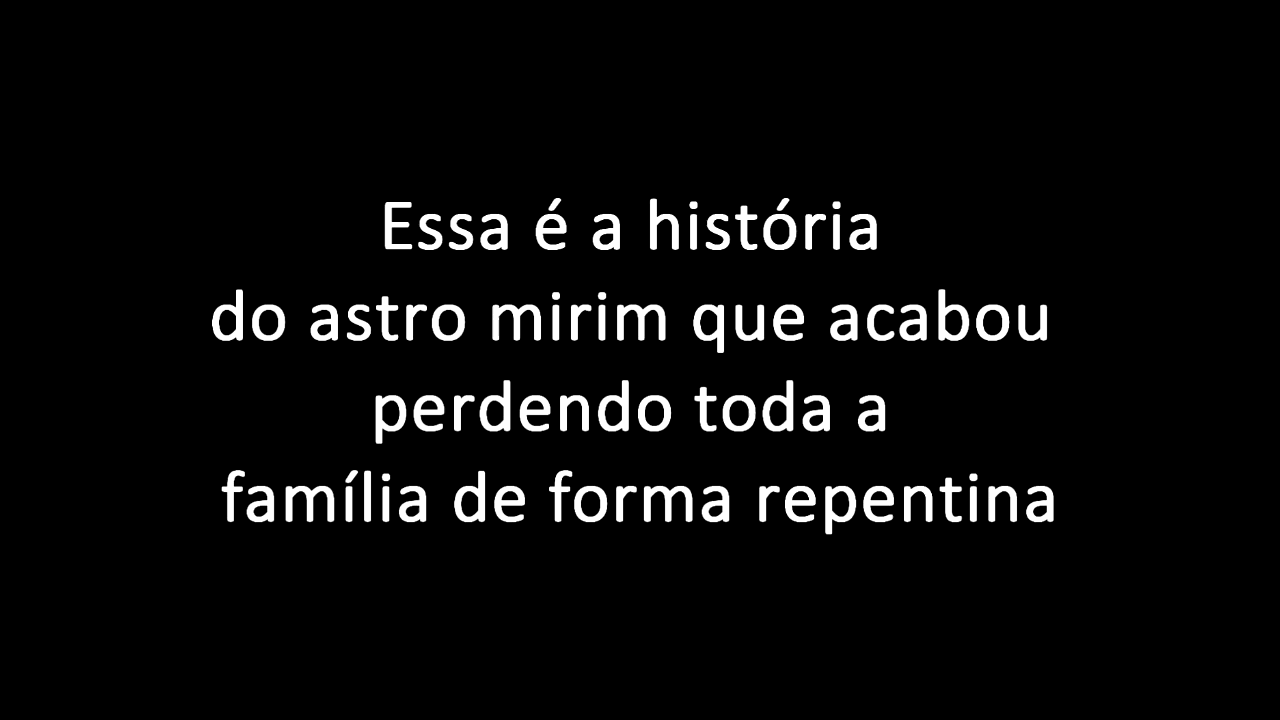 Essa é a história
do astro mirim que acabou
perdendo toda a
família de forma repentina